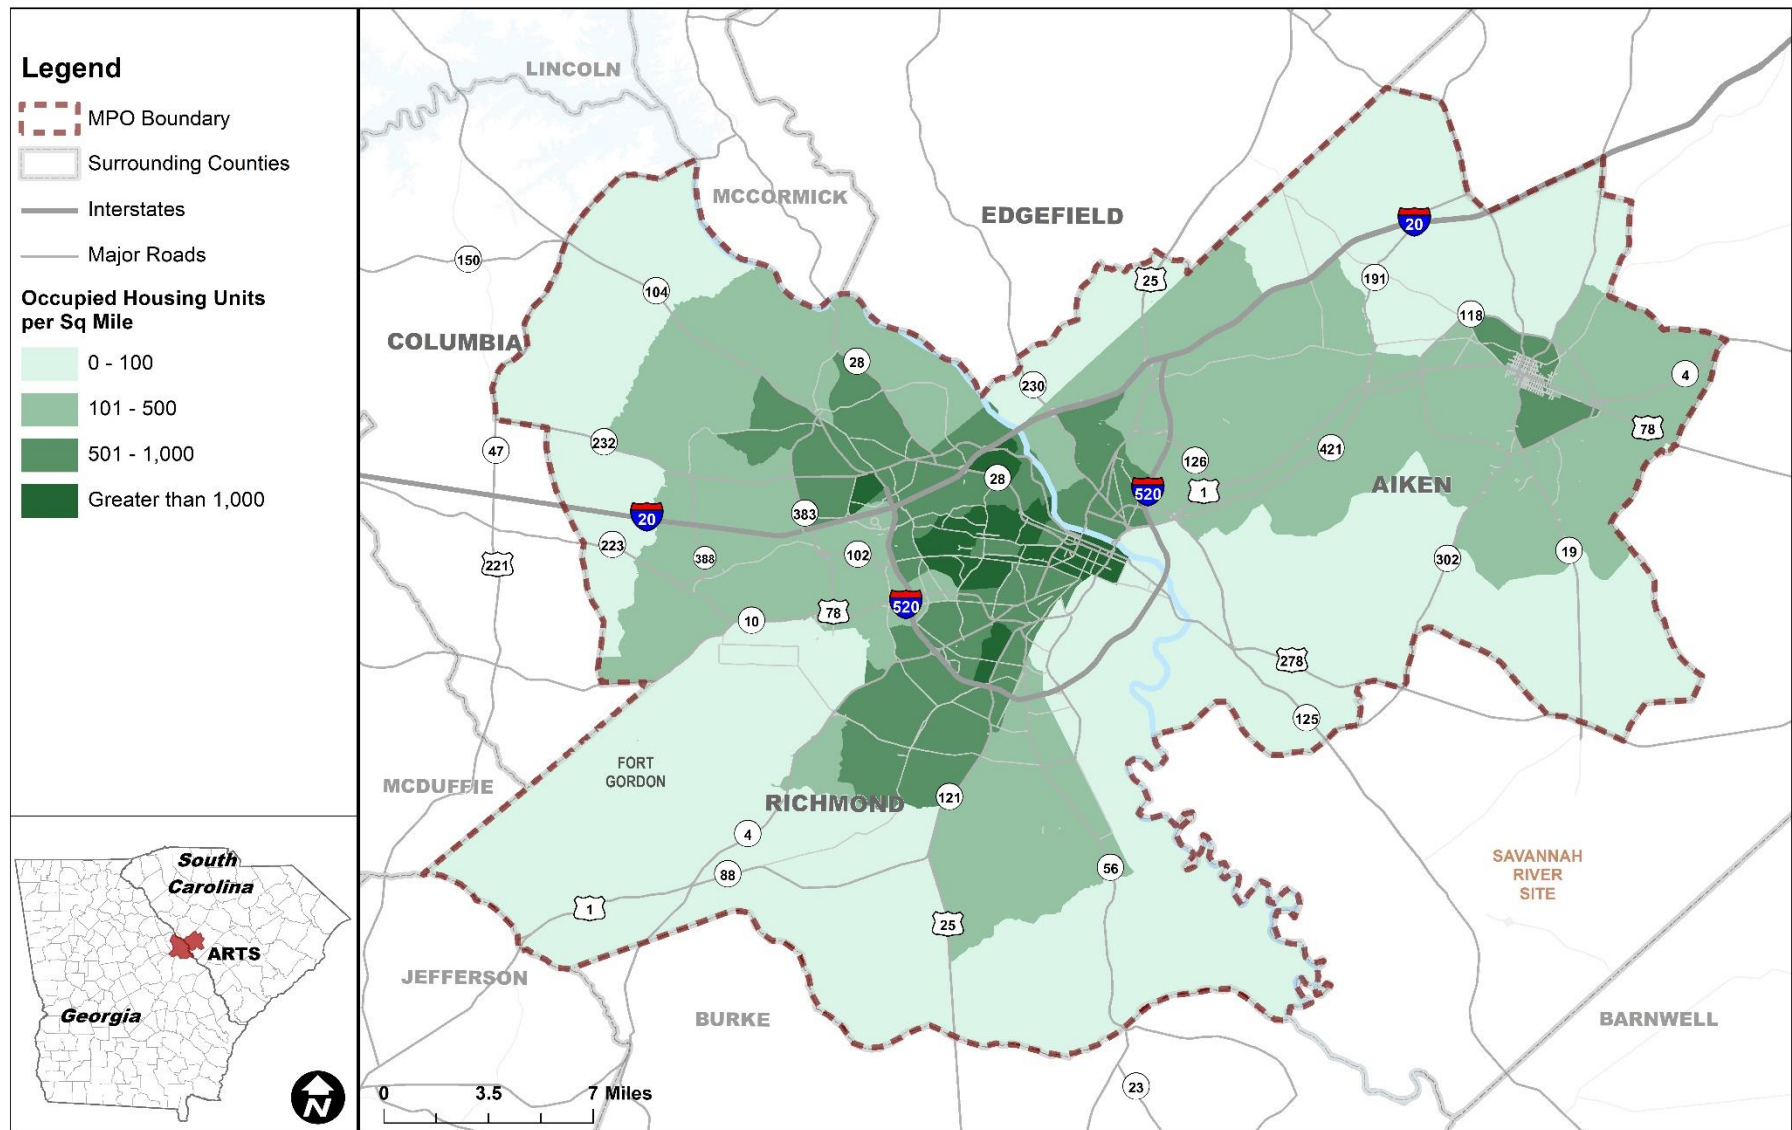 Legend
MPO Boundary
Surrounding Counties
Interstates
Major Roads
Occupied Housing Units
per Sq Mile
0 - 100
101 - 500
501 - 1,000
Greater than 1,000
South
Carolina
ARTS
Georgia
N
LINCOLN
MCCORMICK
EDGEFIELD
20
150
25
191
104
118
COLUMBIA
28
230
4
232
47
78
421
126
28
AIKEN
520
1
383
20
223
388
102
221
302
19
78
520
10
278
125
FORT
GORDON
MCDUFFIE
RICHMOND
121
4
88
56
SAVANNAH
RIVER
SITE
1
25
JEFFERSON
BURKE
BARNWELL
23
0 3.5 7 Miles